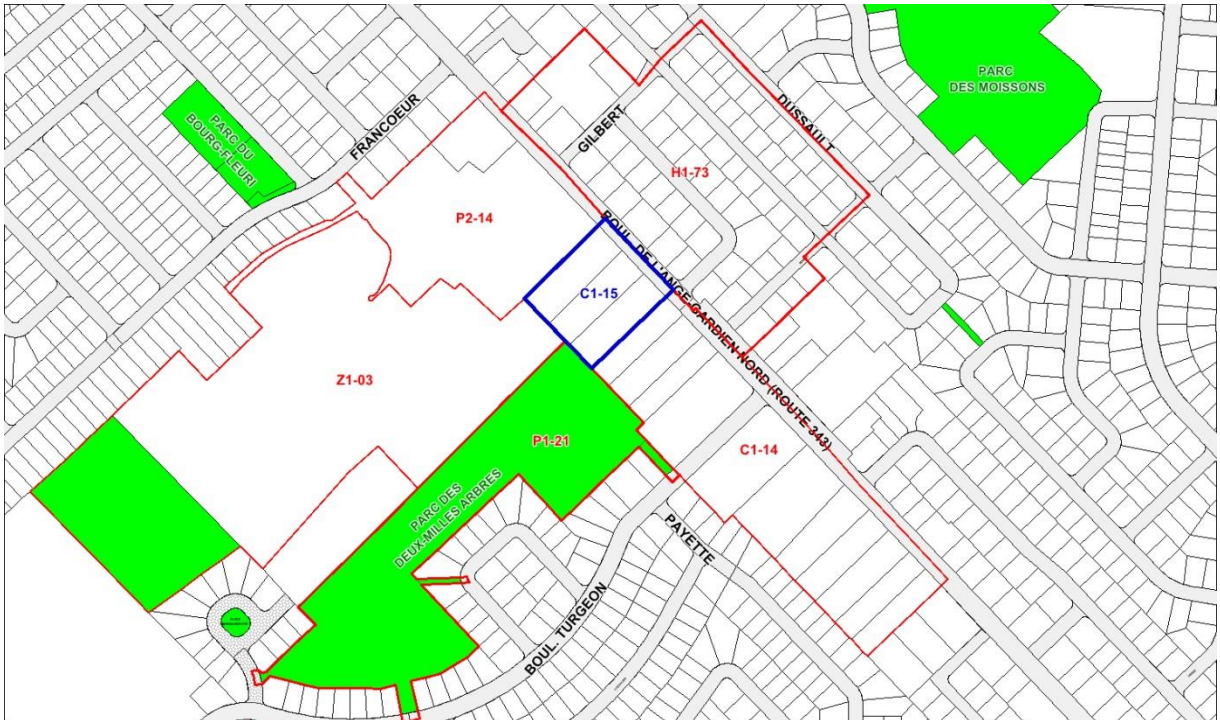 PARC
DES MOISSONS
PARC DU
BOURG-FLEURI
FRANCOEUR
GILBERT
DUSSAULT
H1-73
P2-14
BOUL. DE L'ANGE-GARDIEN NORD (ROUTE 343)
C1-15
Z1-03
P1-21
C1-14
PARC DES
DEUX-MILLES ARBRES
PAYETTE
BOUL. TURGEON